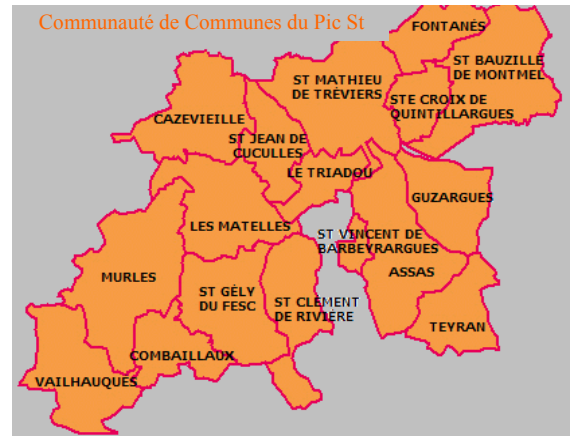 Communauté de Communes du Pic St
FONTANÉS
ST BAUZILLE
DE MONTMEL
ST MATHIEU
DE TRÉVIERS
STE CROIX DE
QUINTILLARGUES
CAZEVIEILLE
ST JEAN DE
CUCULLES
LE TRIADOU
GUZARGUES
LES MATELLES
ST VINCENT DE
BARBEYRARGUES
MURLES
ASSAS
ST GÉLY
DU FESC
ST CLÉMENT
DE RIVIÈRE
TEYRAN
COMBAILLAUX
VAILHAUQUÈS